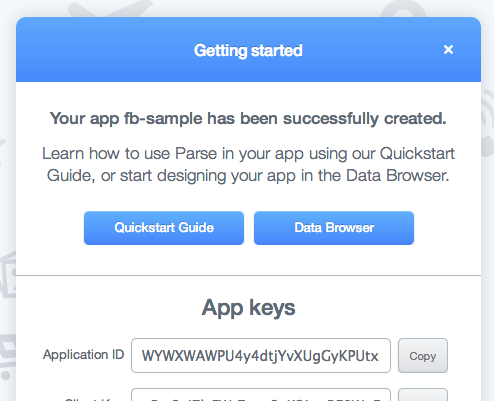 Getting started ×
Your app fb-sample has been successfully created.
Learn how to use Parse in your app using our Quickstart
Guide, or start designing your app in the Data Browser.
Quickstart Guide Data Browser
App keys
Application ID WYWXWAWPU4y4dtjYvXUgGyKPUtx Copy